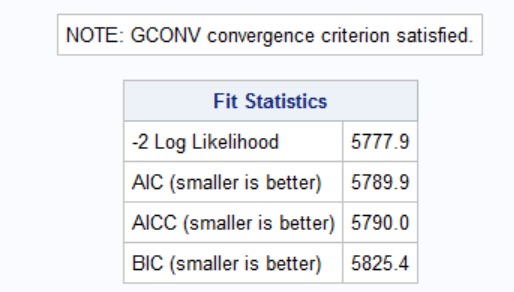 NOTE: GCONV convergence criterion satisfied.
Fit Statistics
-2 Log Likelihood 5777.9
AIC (smaller is better) 5789.9
AICC (smaller is better) 5790.0
BIC (smaller is better) 5825.4